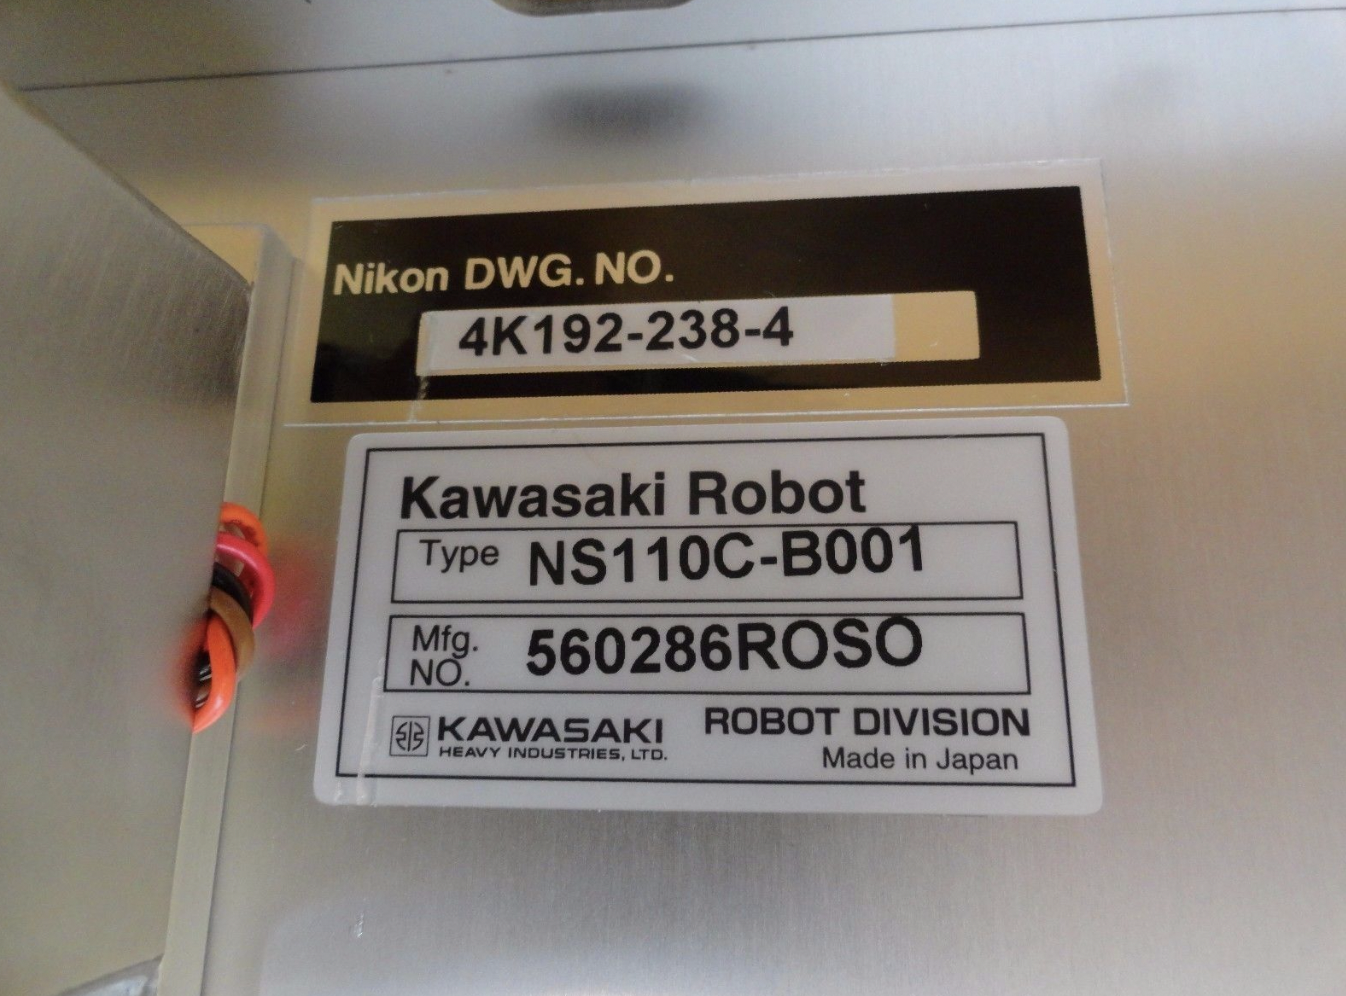 Nikon DWG. NO.
4K192-238-4
Kawasaki Robot
Type NS110C-B001
Mfg. NO. 560286ROSO
KAWASAKI
HEAVY INDUSTRIES, LTD.
ROBOT DIVISION
Made in Japan